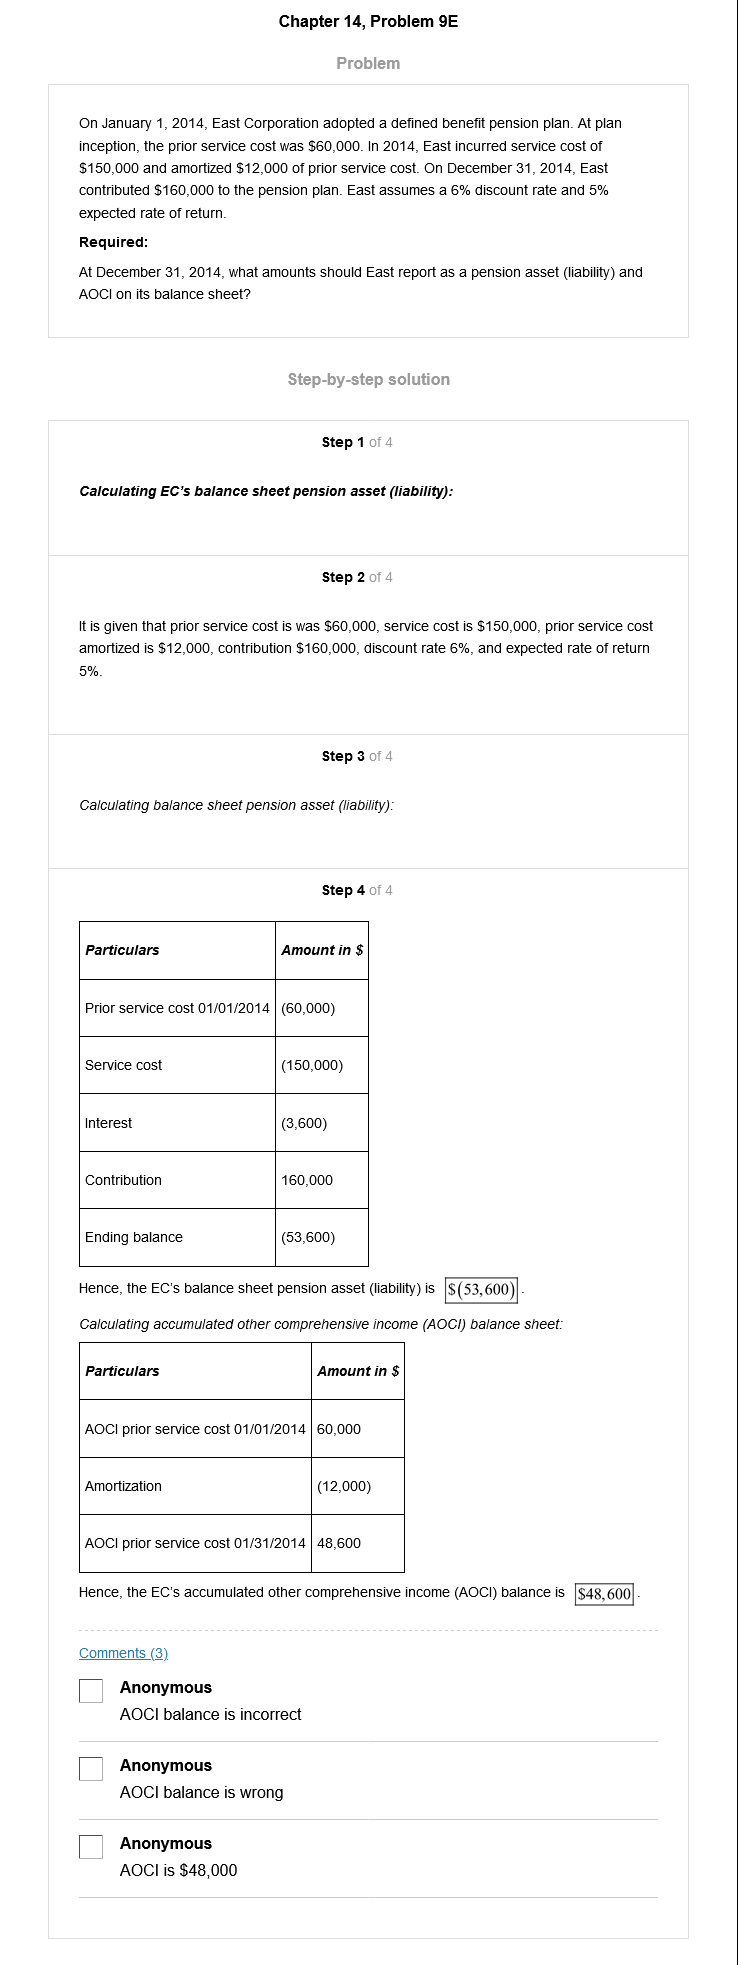 Chapter 14, Problem 9E
Problem
On January 1, 2014, East Corporation adopted a defined benefit pension plan. At plan
inception, the prior service cost was $60,000. In 2014, East incurred service cost of
$150,000 and amortized $12,000 of prior service cost. On December 31, 2014, East
contributed $160,000 to the pension plan. East assumes a 6% discount rate and 5%
expected rate of return.
Required:
At December 31, 2014, what amounts should East report as a pension asset (liability) and
AOCI on its balance sheet?
Step-by-step solution
Step 1 of 4
Calculating EC's balance sheet pension asset (liability):
Step 2 of 4
It is given that prior service cost is was $60,000, service cost is $150,000, prior service cost
amortized is $12,000, contribution $160,000, discount rate 6%, and expected rate of return
5%.
Step 3 of 4
Calculating balance sheet pension asset (liability):
Step 4 of 4
Particulars Amount in $
Prior service cost 01/01/2014 (60,000)
Service cost (150,000)
Interest (3,600)
Contribution 160,000
Ending balance (53,600)
Hence, the EC's balance sheet pension asset (liability) is $(53,600).
Calculating accumulated other comprehensive income (AOCI) balance sheet:
Particulars Amount in $
AOCI prior service cost 01/01/2014 60,000
Amortization (12,000)
AOCI prior service cost 01/31/2014 48,600
Hence, the EC's accumulated other comprehensive income (AOCI) balance is $48,600.
Comments (3)
Anonymous
AOCI balance is incorrect
Anonymous
AOCI balance is wrong
Anonymous
AOCI is $48,000